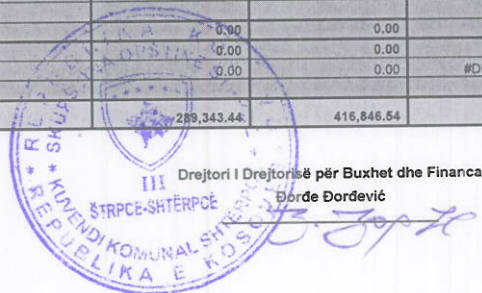 0.00 0.00
0.00 0.00
0.00 0.00 #D
289,343.44 416,846.54
REPUBLIKA E KOSOVËS
KUVENDI KOMUNAL
III
ŠTRPCE-SHTËRPCË
Drejtori I Drejtorisë për Buxhet dhe Financa
Đorđe Đorđević